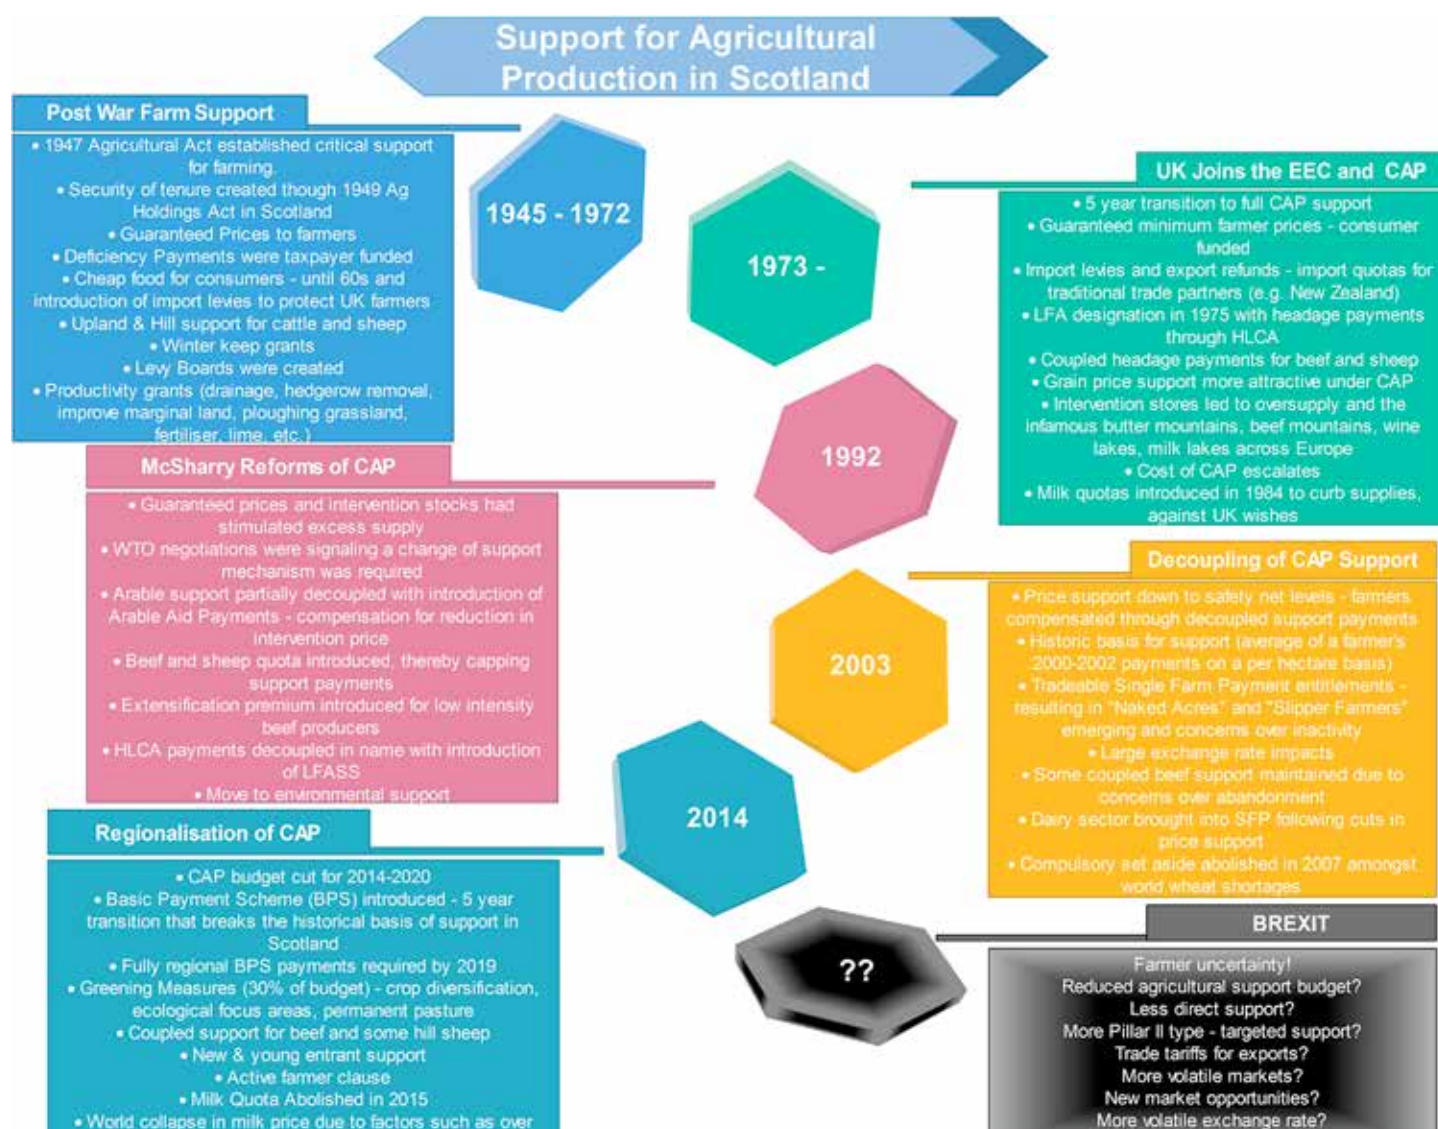 Support for Agricultural
Production in Scotland
Post War Farm Support
• 1947 Agricultural Act established critical support
for farming.
• Security of tenure created though 1949 Ag
Holdings Act in Scotland
• Guaranteed Prices to farmers
• Deficiency Payments were taxpayer funded
• Cheap food for consumers - until 60s and
introduction of import levies to protect UK farmers
• Upland & Hill support for cattle and sheep
• Winter keep grants
• Levy Boards were created
• Productivity grants (drainage, hedgerow removal,
improve marginal land, ploughing grassland,
fertiliser, lime, etc.)
1945 - 1972
1973 -
UK Joins the EEC and CAP
• 5 year transition to full CAP support
• Guaranteed minimum farmer prices - consumer
funded
• Import levies and export refunds - import quotas for
traditional trade partners (e.g. New Zealand)
• LFA designation in 1975 with headage payments
through HLCA
• Coupled headage payments for beef and sheep
• Grain price support more attractive under CAP
• Intervention stores led to oversupply and the
infamous butter mountains, beef mountains, wine
lakes, milk lakes across Europe
• Cost of CAP escalates
• Milk quotas introduced in 1984 to curb supplies,
against UK wishes
McSharry Reforms of CAP
• Guaranteed prices and intervention stocks had
stimulated excess supply
• WTO negotiations were signaling a change of support
mechanism was required
• Arable support partially decoupled with introduction of
Arable Aid Payments - compensation for reduction in
intervention price
• Beef and sheep quota introduced, thereby capping
support payments
• Extensification premium introduced for low intensity
beef producers
• HLCA payments decoupled in name with introduction
of LFASS
• Move to environmental support
1992
2003
Decoupling of CAP Support
• Price support down to safety net levels - farmers
compensated through decoupled support payments
• Historic basis for support (average of a farmer's
2000-2002 payments on a per hectare basis)
• Tradeable Single Farm Payment entitlements -
resulting in "Naked Acres" and "Slipper Farmers"
emerging and concerns over inactivity
• Large exchange rate impacts
• Some coupled beef support maintained due to
concerns over abandonment
• Dairy sector brought into SFP following cuts in
price support
• Compulsory set aside abolished in 2007 amongst
world wheat shortages
Regionalisation of CAP
• CAP budget cut for 2014-2020
• Basic Payment Scheme (BPS) introduced - 5 year
transition that breaks the historical basis of support in
Scotland
• Fully regional BPS payments required by 2019
• Greening Measures (30% of budget) - crop diversification,
ecological focus areas, permanent pasture
• Coupled support for beef and some hill sheep
• New & young entrant support
• Active farmer clause
• Milk Quota Abolished in 2015
• World collapse in milk price due to factors such as over
2014
??
BREXIT
Farmer uncertainty!
Reduced agricultural support budget?
Less direct support?
More Pillar II type - targeted support?
Trade tariffs for exports?
More volatile markets?
New market opportunities?
More volatile exchange rate?